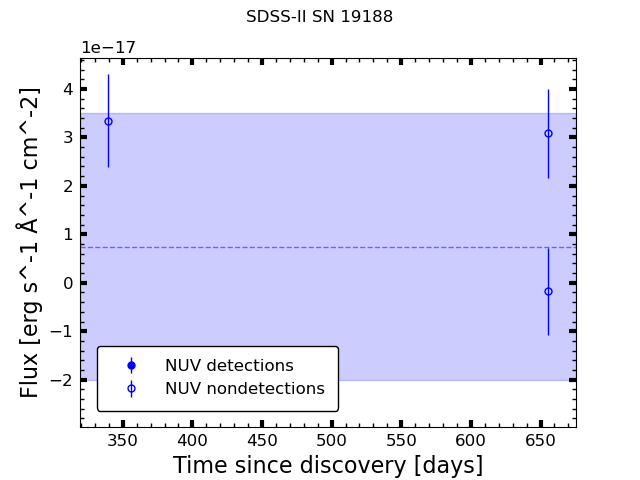 SDSS-II SN 19188
1e−17
4
3
2
1
0
−1
−2
Flux [erg s^-1 Å^-1 cm^-2]
NUV detections
NUV nondetections
350 400 450 500 550 600 650
Time since discovery [days]